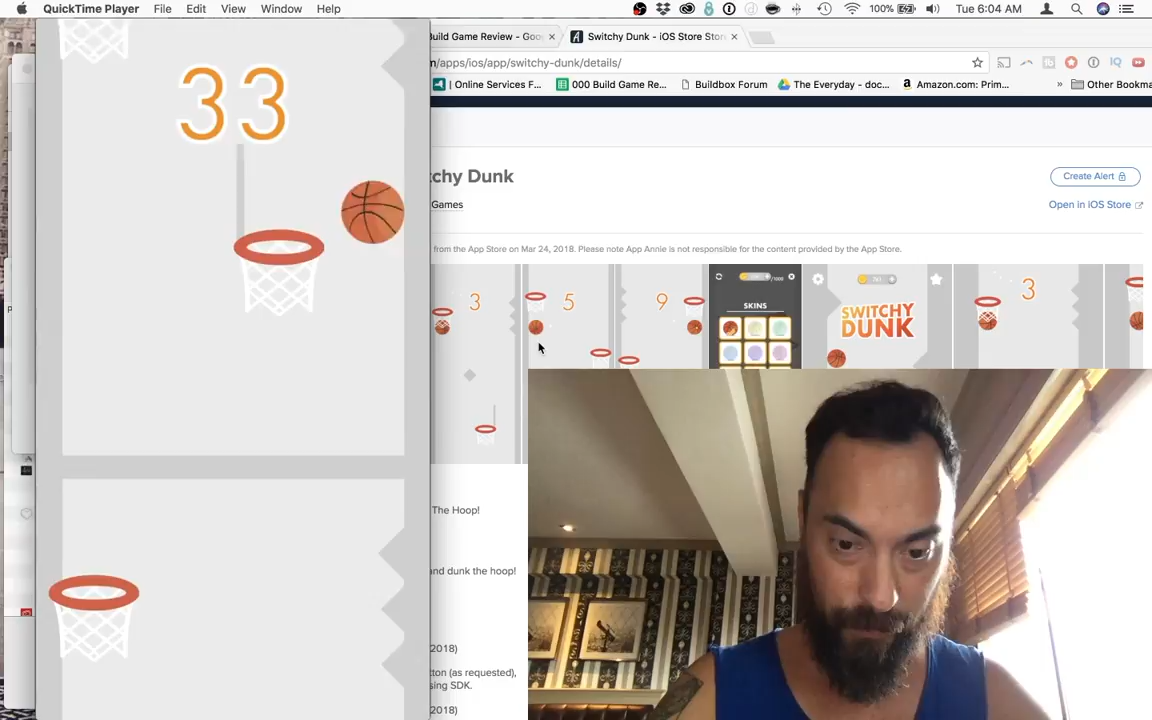 QuickTime Player File Edit View Window Help 100% Tue 6:04 AM
Switchy Dunk - iOS Store Stor
/apps/ios/app/switchy-dunk/details/
Online Services F... 000 Build Game Re... Buildbox Forum The Everyday - doc... Amazon.com: Prim... » Other Bookma
33
tchy Dunk
Create Alert
Games
Open in iOS Store
from the App Store on Mar 24, 2018. Please note App Annie is not responsible for the content provided by the App Store.
3
5
9
SKINS
SWITCHY
DUNK
3
The Hoop!
and dunk the hoop!
2018)
tton (as requested),
sing SDK.
2018)